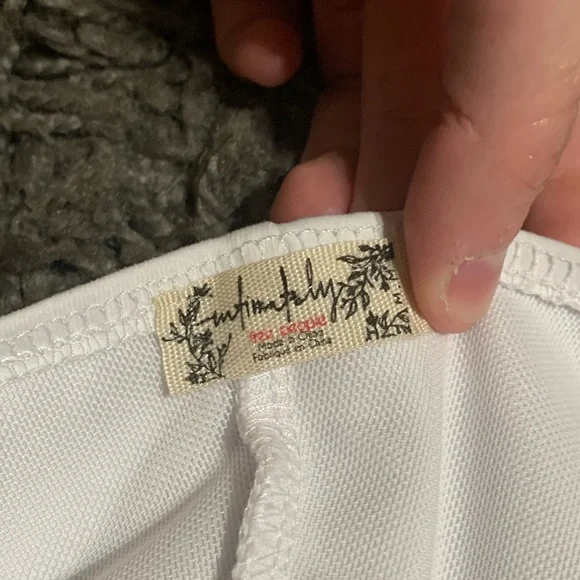 intimately
free people
Made in China
Fabriqué en Chine
M